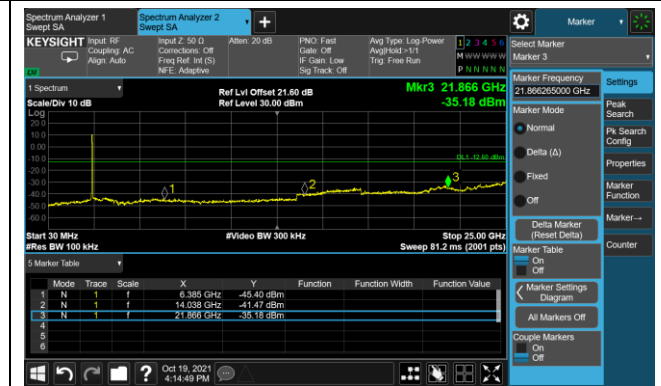 Spectrum Analyzer 1
Swept SA
Spectrum Analyzer 2
Swept SA
+
Marker
KEYSIGHT
Input: RF
Coupling: AC
Align: Auto
Input Z: 50 Ω
Corrections: Off
Freq Ref: Int (S)
NFE: Adaptive
Atten: 20 dB
PNO: Fast
Gate: Off
IF Gain: Low
Sig Track: Off
Avg Type: Log-Power
Avg|Hold:>1/1
Trig: Free Run
1 2 3 4 5 6
M W W W W W
P N N N N N
LXI
Select Marker
Marker 3
1 Spectrum
Scale/Div 10 dB
Ref Lvl Offset 21.60 dB
Ref Level 30.00 dBm
Mkr3 21.866 GHz
-35.18 dBm
Log
20.0
10.0
0.00
-10.0
-20.0
-30.0
-40.0
-50.0
-60.0
DL1 -12.60 dBm
1
2
3
Start 30 MHz
#Res BW 100 kHz
#Video BW 300 kHz
Stop 25.00 GHz
Sweep 81.2 ms (2001 pts)
5 Marker Table
Mode Trace Scale X Y Function Function Width Function Value
1 N 1 f 6.385 GHz -45.40 dBm
2 N 1 f 14.038 GHz -41.47 dBm
3 N 1 f 21.866 GHz -35.18 dBm
4
5
6
Marker Frequency
21.866265000 GHz
Marker Mode
Normal
Delta (Δ)
Fixed
Off
Delta Marker
(Reset Delta)
Marker Table
On
Off
Marker Settings
Diagram
All Markers Off
Couple Markers
On
Off
Settings
Peak
Search
Pk Search
Config
Properties
Marker
Function
Marker→
Counter
?
Oct 19, 2021
4:14:49 PM